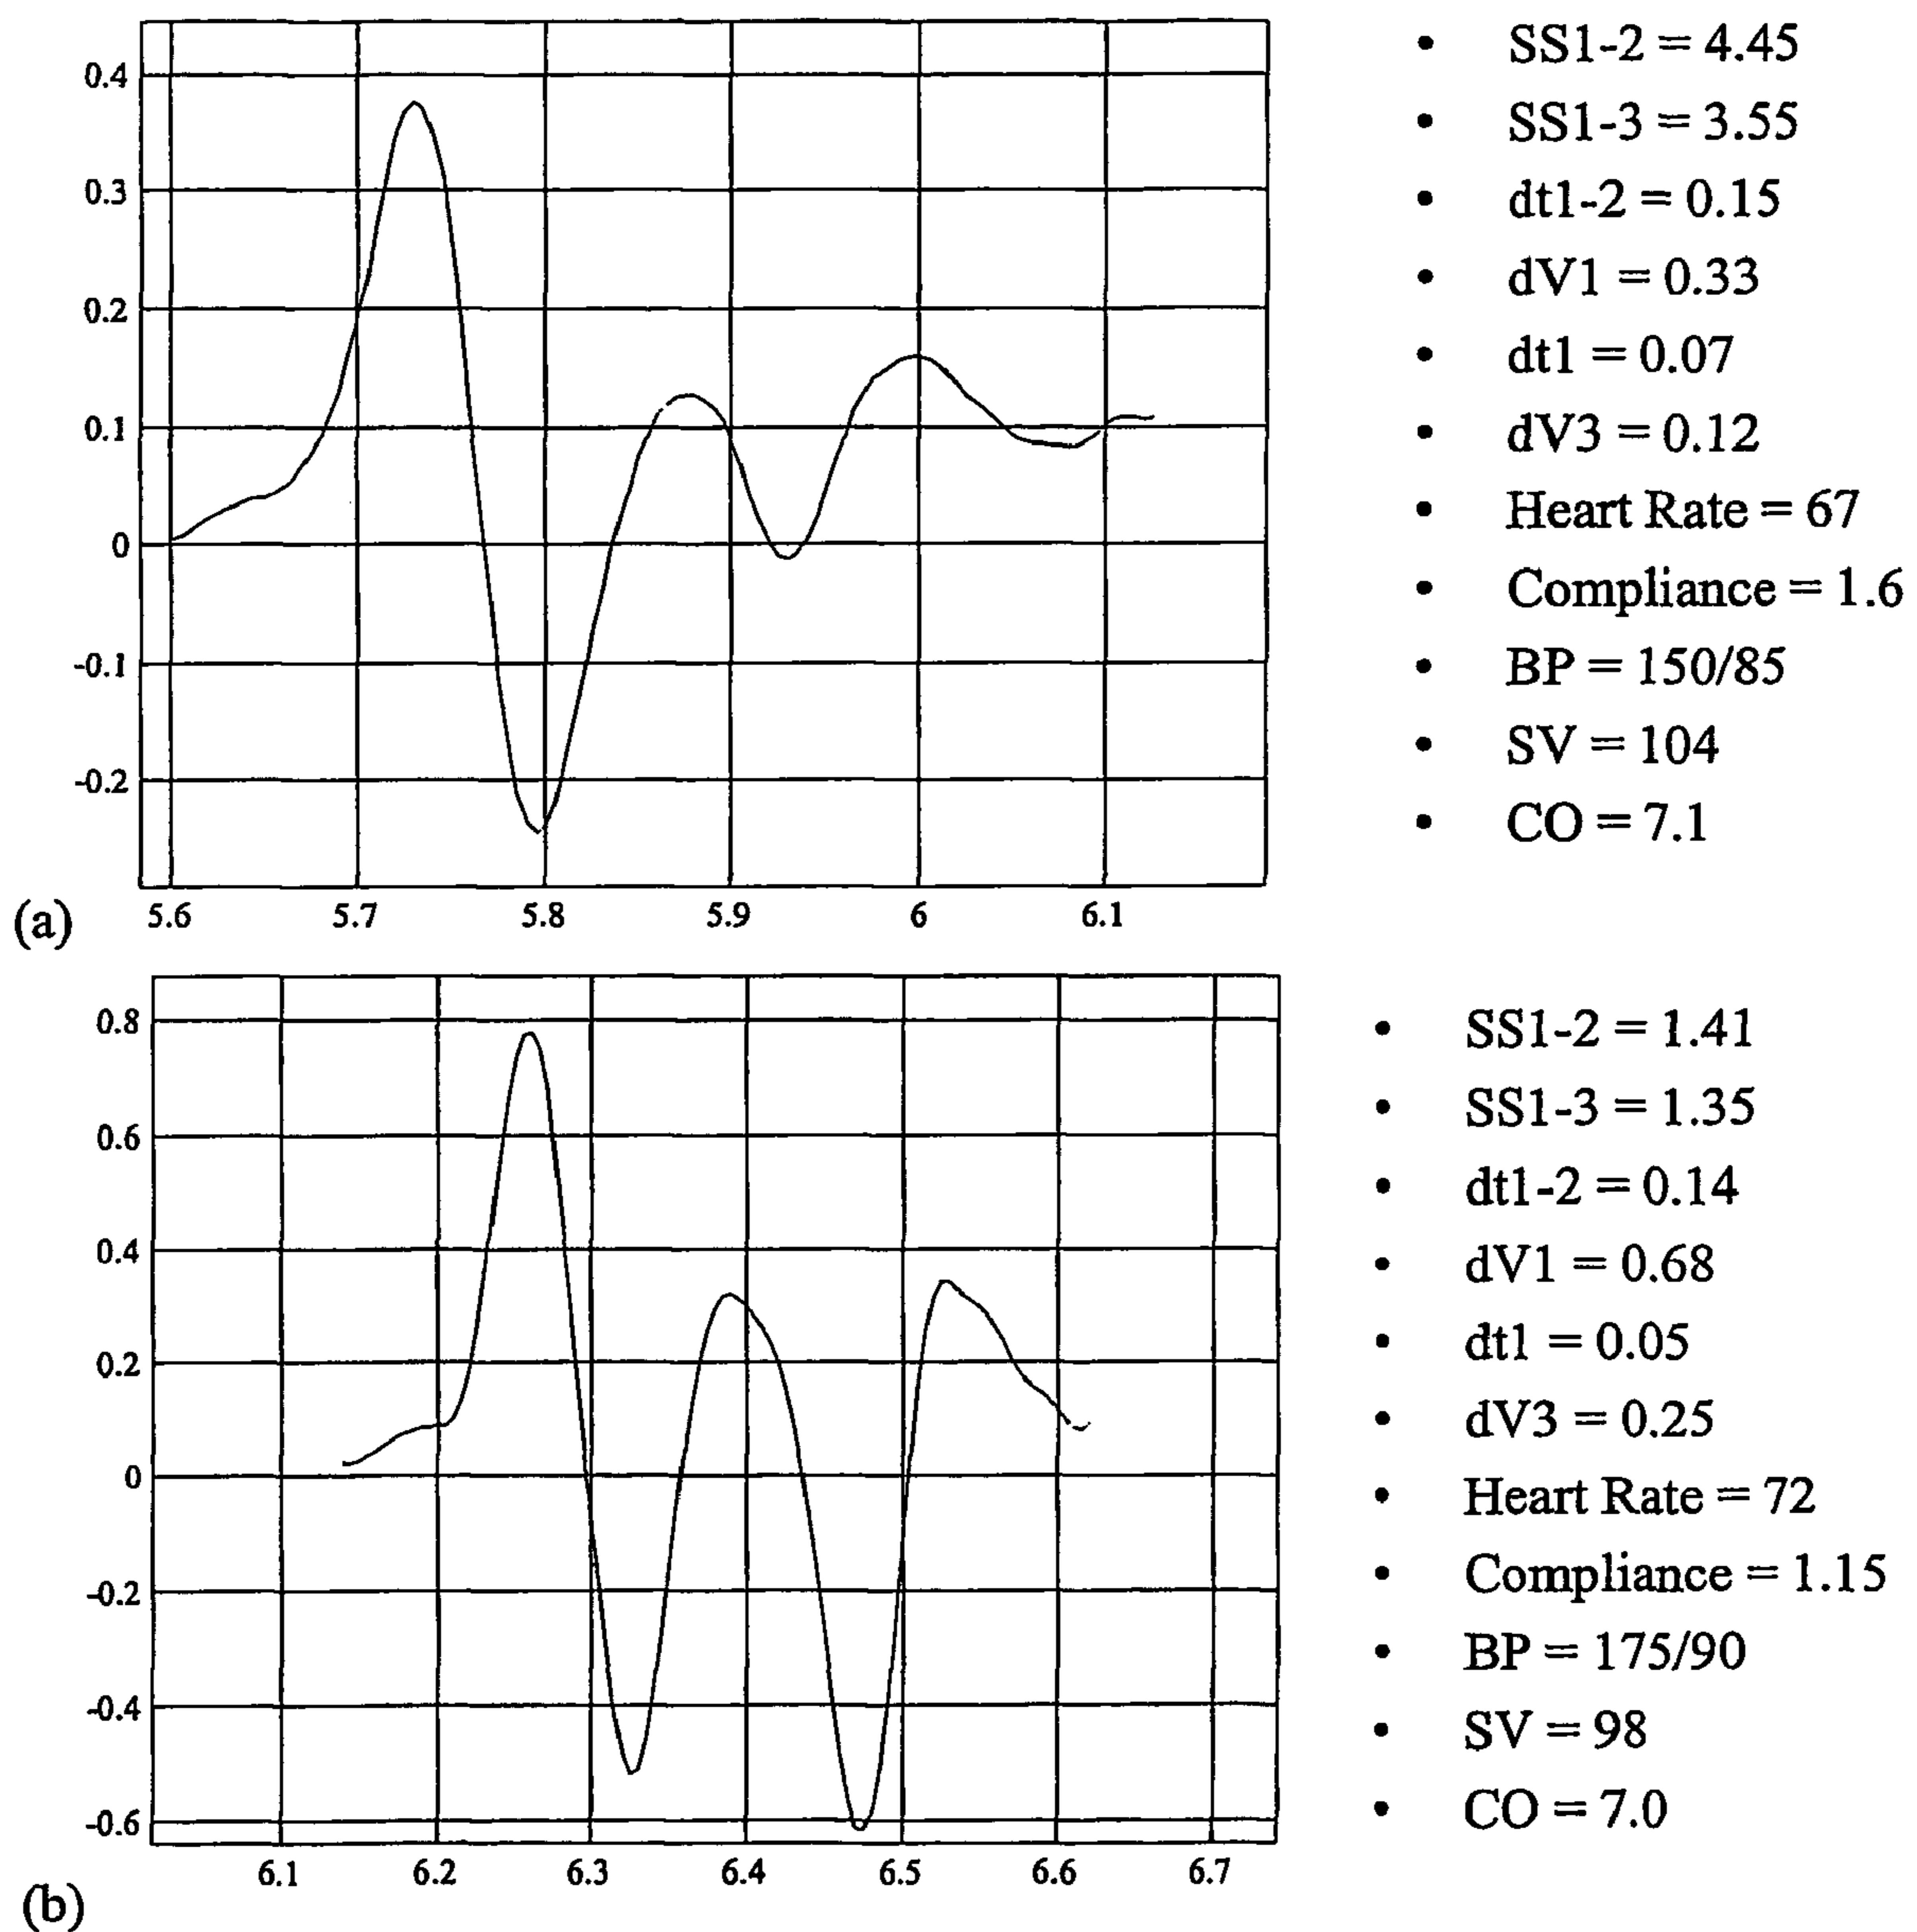 0.4
0.3
0.2
0.1
0
-0.1
-0.2
5.6 5.7 5.8 5.9 6 6.1
(a)
• SS1-2 = 4.45
• SS1-3 = 3.55
• dt1-2 = 0.15
• dV1 = 0.33
• dt1 = 0.07
• dV3 = 0.12
• Heart Rate = 67
• Compliance = 1.6
• BP = 150/85
• SV = 104
• CO = 7.1
0.8
0.6
0.4
0.2
0
-0.2
-0.4
-0.6
6.1 6.2 6.3 6.4 6.5 6.6 6.7
(b)
• SS1-2 = 1.41
• SS1-3 = 1.35
• dt1-2 = 0.14
• dV1 = 0.68
• dt1 = 0.05
• dV3 = 0.25
• Heart Rate = 72
• Compliance = 1.15
• BP = 175/90
• SV = 98
• CO = 7.0